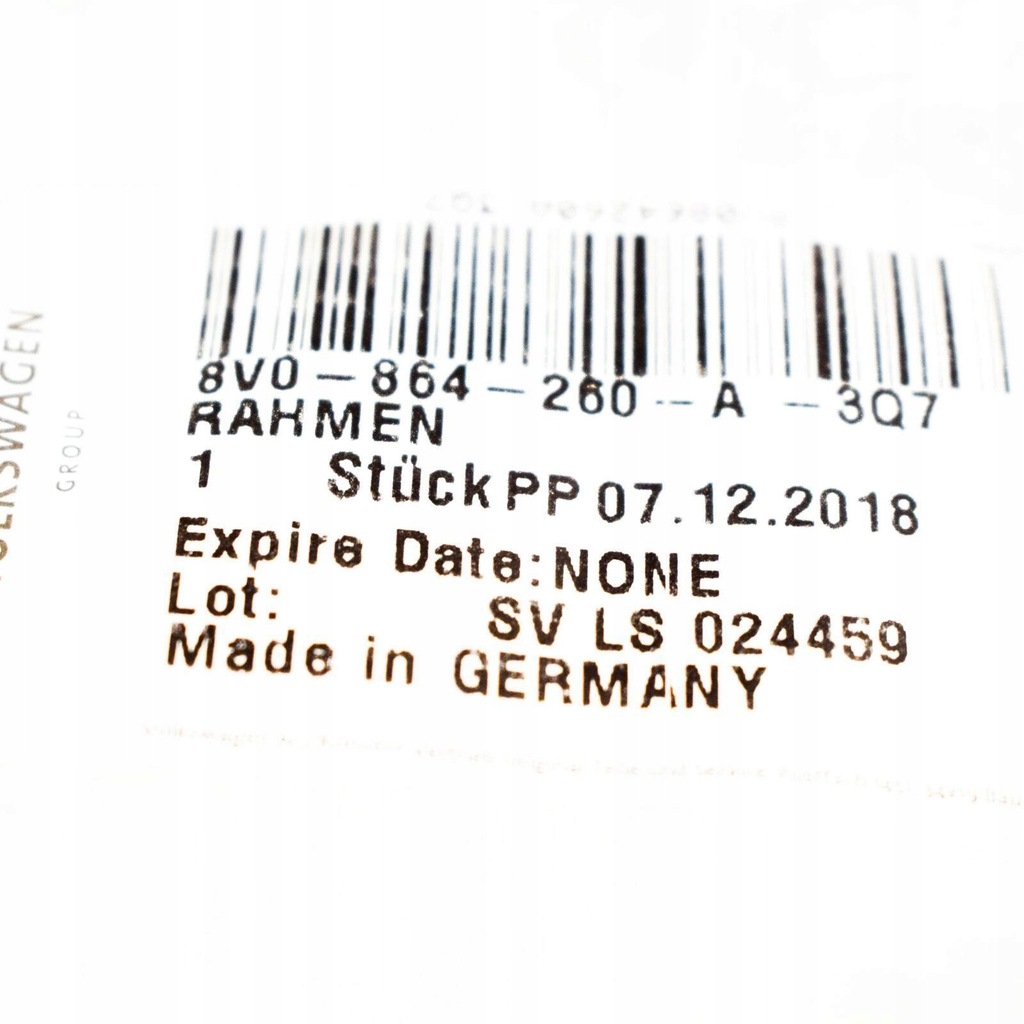 8V0-864-260--A -3Q7
RAHMEN
1 Stück PP 07.12.2018
Expire Date:NONE
Lot: SV LS 024459
Made in GERMANY
GROUP